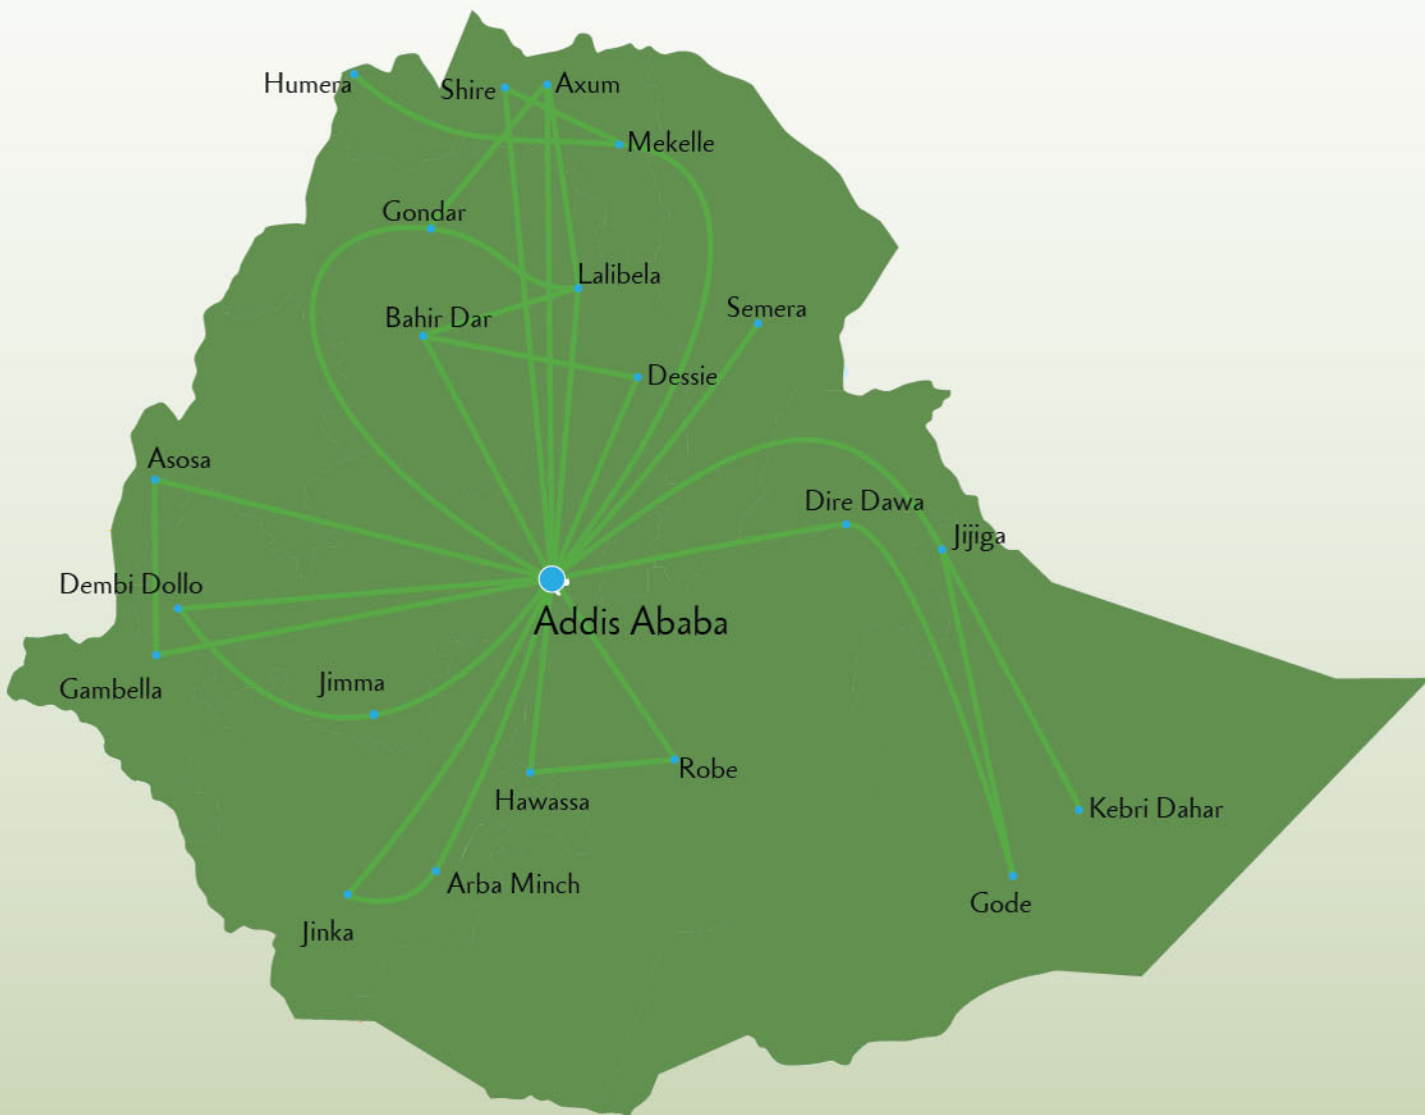 Humera
Shire
Axum
Mekelle
Gondar
Lalibela
Semera
Bahir Dar
Dessie
Asosa
Dire Dawa
Jijiga
Dembi Dollo
Addis Ababa
Gambella
Jimma
Robe
Hawassa
Kebri Dahar
Arba Minch
Gode
Jinka